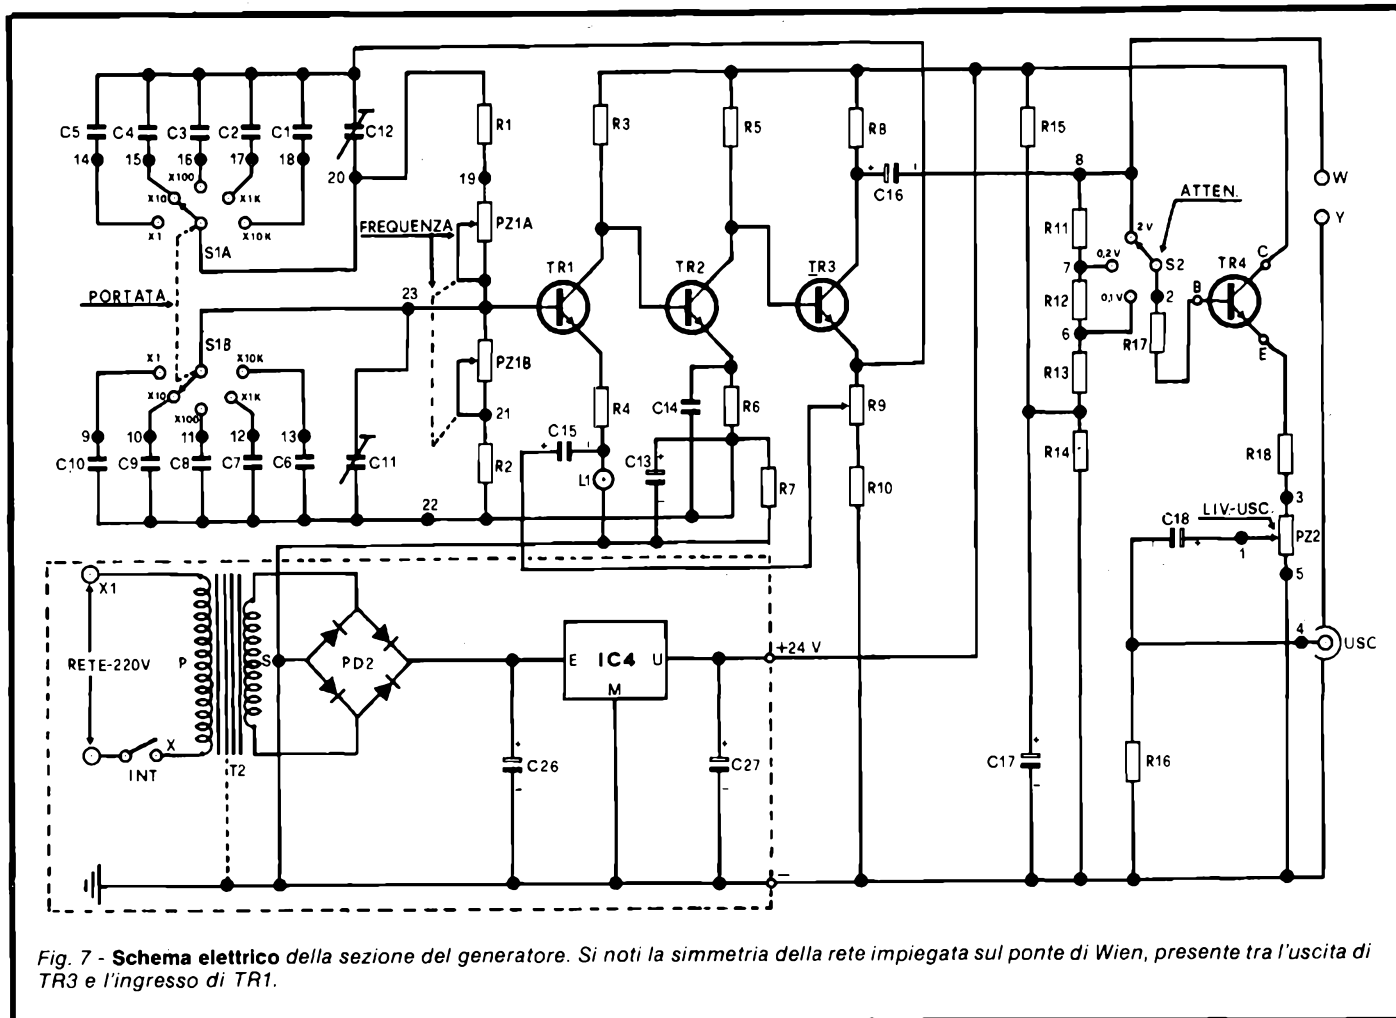 C5
C4
C3
C2
C1
C12
14
15
16
17
18
20
X1
X10
X100
X1K
X10K
S1A
PORTATA
FREQUENZA
R1
19
PZ1A
23
PZ1B
21
R2
22
S1B
X1
X10
X100
X1K
X10K
9
10
11
12
13
C10
C9
C8
C7
C6
C11
R3
R5
R8
TR1
TR2
TR3
+ C16 -
R4
C14
R6
R9
+ C15 -
L1
C13
+
-
R7
R10
R15
8
R11
7
R12
6
R13
R14
ATTEN.
2V
0,2V
0,1V
S2
2
R17
B
TR4
C
E
R18
3
LIV.-USC.
PZ2
C18
+
1
5
4
USC
W
Y
R16
C17
+
-
X1
RETE-220V
P
S
INT
X
T2
PD2
E IC4 U
M
+24 V
+
C26
-
+
C27
-
-
Fig. 7 - Schema elettrico della sezione del generatore. Si noti la simmetria della rete impiegata sul ponte di Wien, presente tra l'uscita di
TR3 e l'ingresso di TR1.